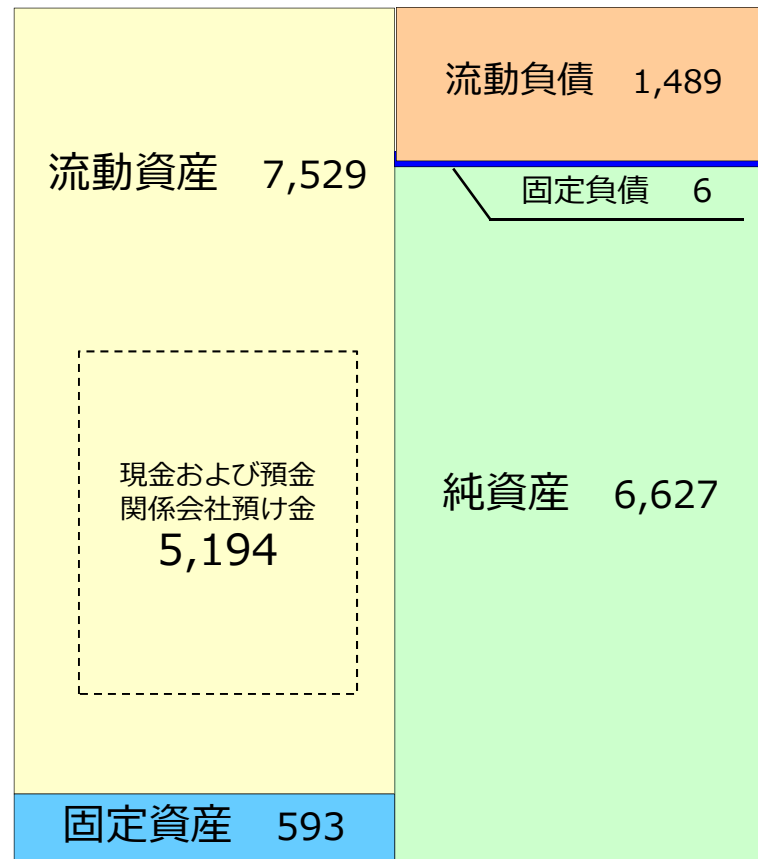 流動資産 7,529
現金および預金
関係会社預け金
5,194
固定資産 593
流動負債 1,489
固定負債 6
純資産 6,627